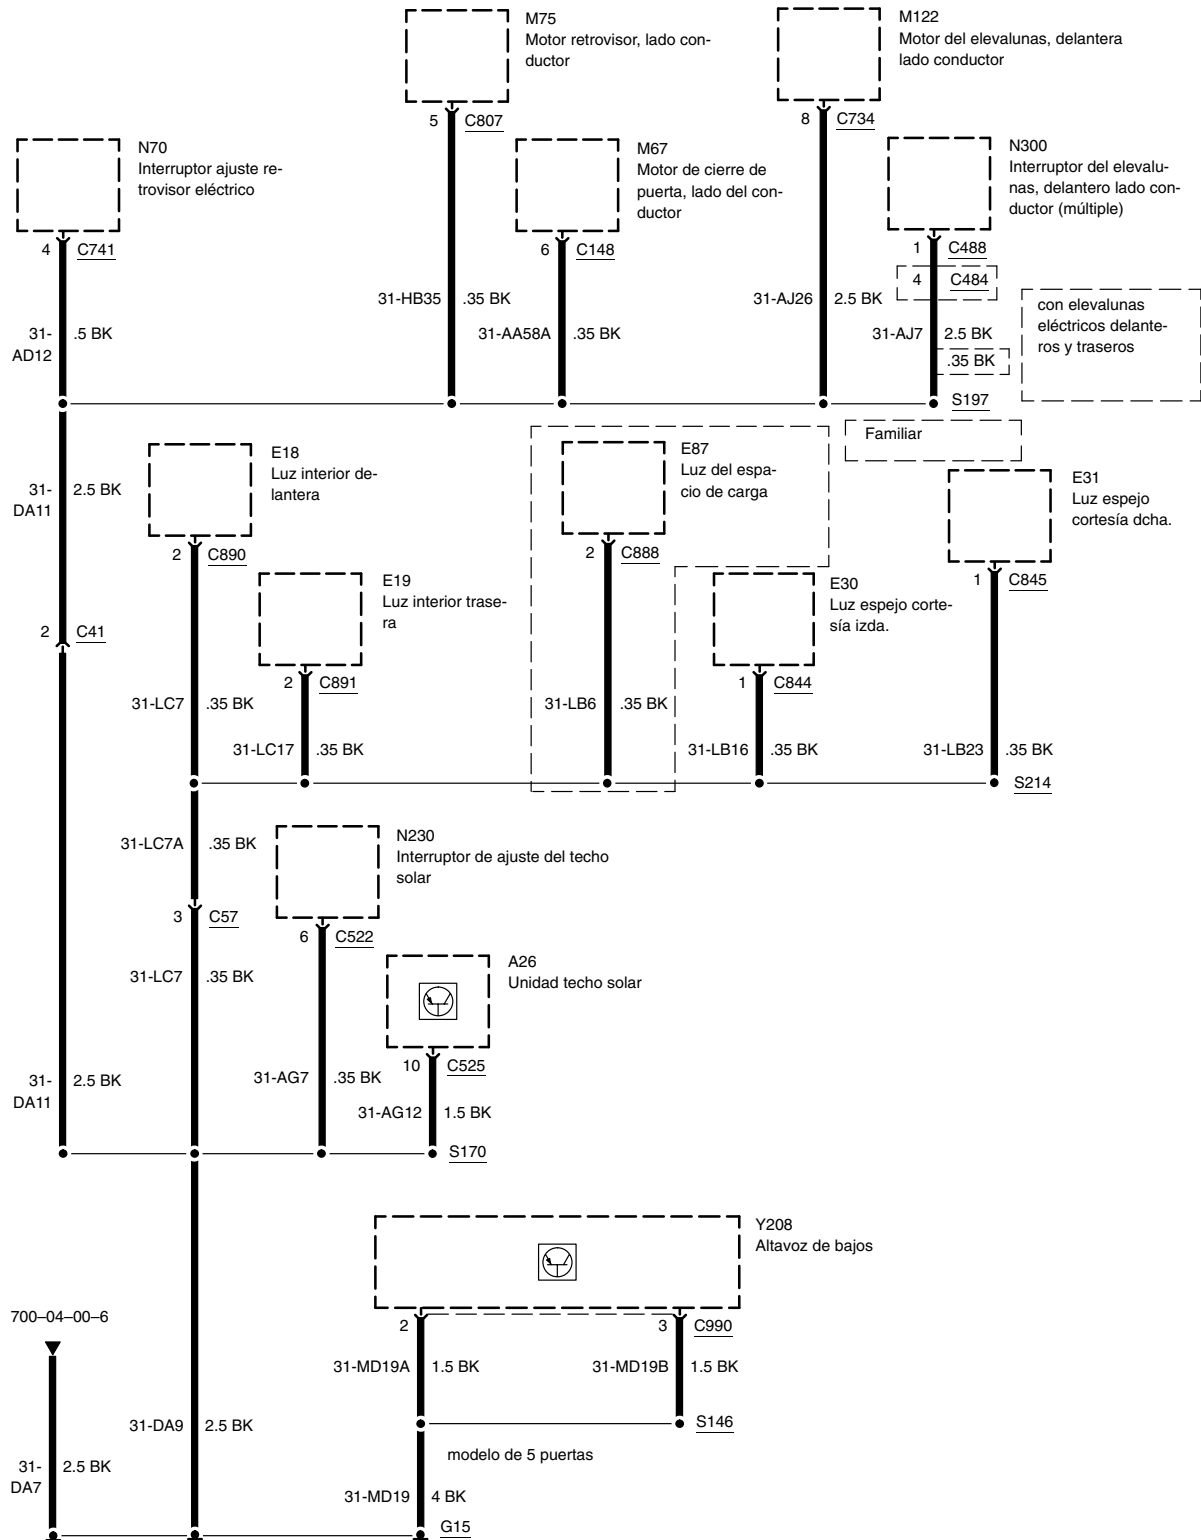 M75
Motor retrovisor, lado con-
ductor
5 C807
M122
Motor del elevalunas, delantera
lado conductor
8 C734
N70
Interruptor ajuste re-
trovisor eléctrico
4 C741
M67
Motor de cierre de
puerta, lado del con-
ductor
6 C148
N300
Interruptor del elevalu-
nas, delantero lado con-
ductor (múltiple)
1 C488
4 C484
31-HB35 .35 BK
31-AJ26 2.5 BK
con elevalunas
eléctricos delante-
ros y traseros
31-
AD12
.5 BK
31-AA58A .35 BK
31-AJ7 2.5 BK
.35 BK
S197
Familiar
E18
Luz interior de-
lantera
2 C890
E87
Luz del espa-
cio de carga
2 C888
E31
Luz espejo
cortesía dcha.
1 C845
31-
DA11
2.5 BK
E19
Luz interior trase-
ra
2 C891
E30
Luz espejo corte-
sía izda.
1 C844
2 C41
31-LC7 .35 BK
31-LB6 .35 BK
31-LC17 .35 BK
31-LB16 .35 BK
31-LB23 .35 BK
S214
31-LC7A .35 BK
N230
Interruptor de ajuste del techo
solar
3 C57
6 C522
31-LC7 .35 BK
A26
Unidad techo solar
10 C525
31-
DA11
2.5 BK
31-AG7 .35 BK
31-AG12 1.5 BK
S170
Y208
Altavoz de bajos
700–04–00–6
2
3 C990
31-MD19A 1.5 BK
31-MD19B 1.5 BK
31-DA9 2.5 BK
S146
modelo de 5 puertas
31-
DA7
2.5 BK
31-MD19 4 BK
G15